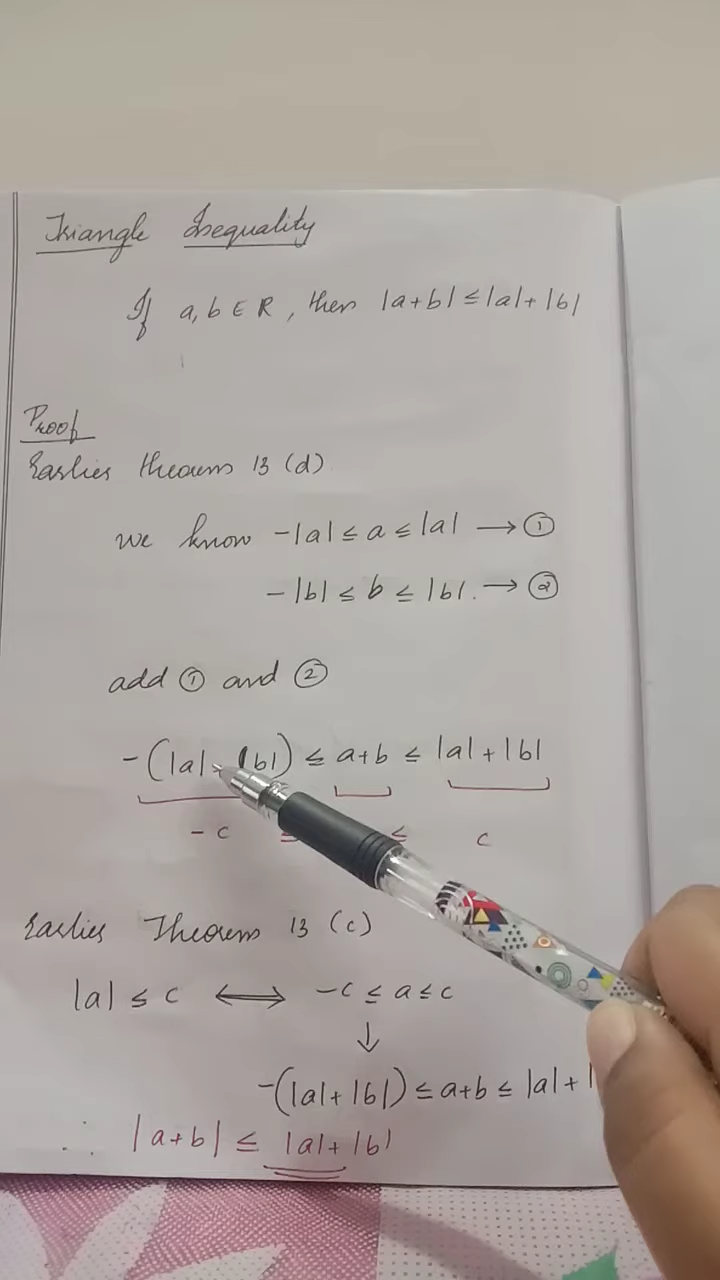 Triangle Inequality
If a, b ∈ R, then |a+b| ≤ |a| + |b|
Proof
Earlier theorem 13 (d)
we know -|a| ≤ a ≤ |a| → ①
-|b| ≤ b ≤ |b|. → ②
add ① and ②
-(|a| |b|) ≤ a+b ≤ |a| + |b|
-c ≤ ≤ c
Earlier Theorem 13 (c)
|a| ≤ c ⟺ -c ≤ a ≤ c
↓
-(|a| + |b|) ≤ a+b ≤ |a| + |
∴ |a+b| ≤ |a| + |b|